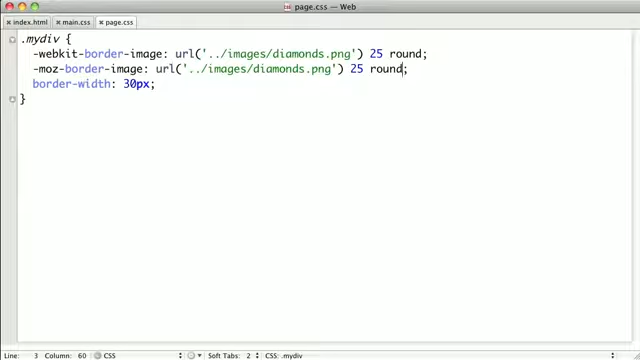 page.css — Web
index.html main.css page.css
.mydiv {
-webkit-border-image: url('../images/diamonds.png') 25 round;
-moz-border-image: url('../images/diamonds.png') 25 round;
border-width: 30px;
}
Line: 3 Column: 60 CSS Soft Tabs: 2 CSS: .mydiv